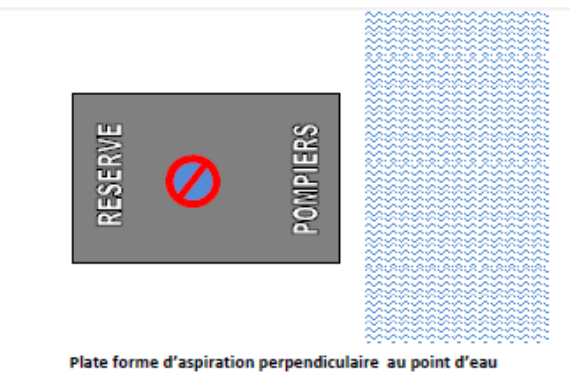 RESERVE
POMPIERS
Plate forme d'aspiration perpendiculaire au point d'eau